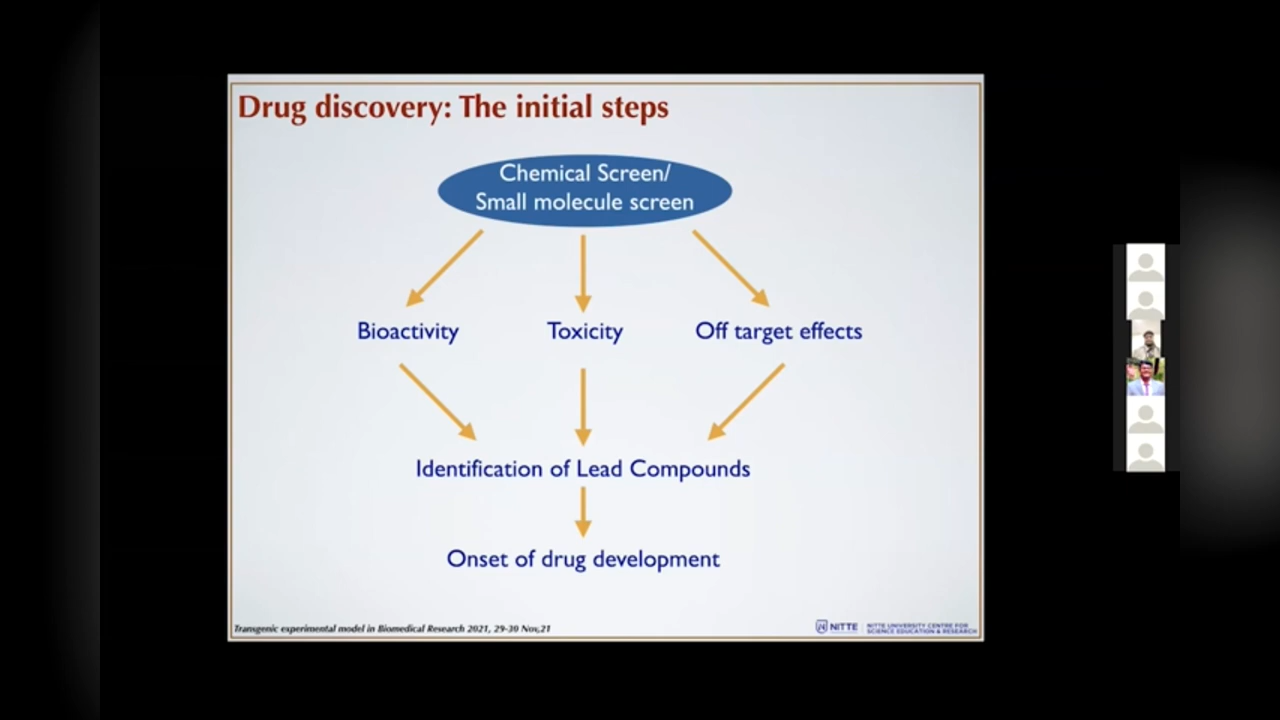 Drug discovery: The initial steps
Chemical Screen/
Small molecule screen
Bioactivity
Toxicity
Off target effects
Identification of Lead Compounds
Onset of drug development
Transgenic experimental model in Biomedical Research 2021, 29-30 Nov,21
NITTE
NITTE UNIVERSITY CENTRE FOR
SCIENCE EDUCATION & RESEARCH